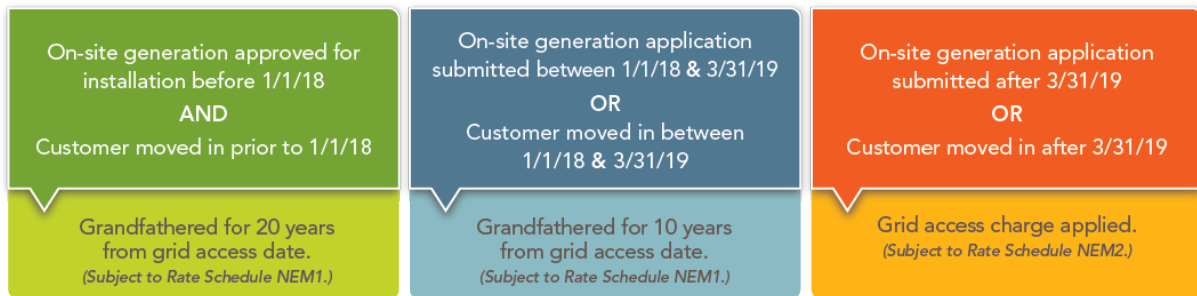 On-site generation approved for
installation before 1/1/18
AND
Customer moved in prior to 1/1/18
Grandfathered for 20 years
from grid access date.
(Subject to Rate Schedule NEM1.)
On-site generation application
submitted between 1/1/18 & 3/31/19
OR
Customer moved in between
1/1/18 & 3/31/19
Grandfathered for 10 years
from grid access date.
(Subject to Rate Schedule NEM1.)
On-site generation application
submitted after 3/31/19
OR
Customer moved in after 3/31/19
Grid access charge applied.
(Subject to Rate Schedule NEM2.)